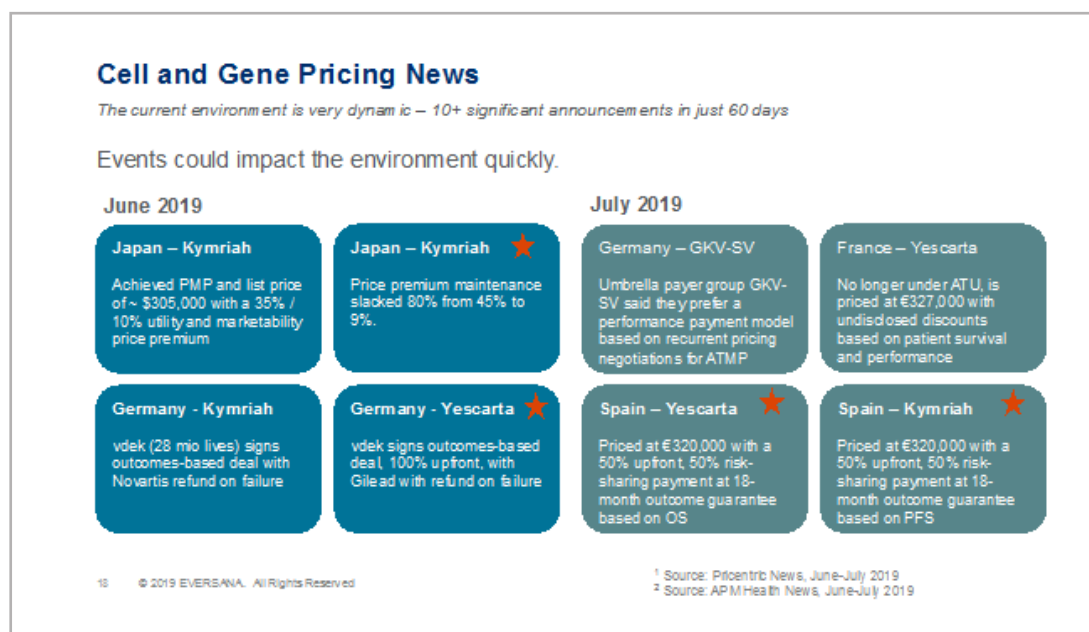 Cell and Gene Pricing News
The current environment is very dynamic – 10+ significant announcements in just 60 days
Events could impact the environment quickly.
June 2019
Japan – Kymriah
Achieved PMP and list price
of ~ $305,000 with a 35% /
10% utility and marketability
price premium
Japan – Kymriah
Price premium maintenance
slacked 80% from 45% to
9%.
Germany - Kymriah
vdek (28 mio lives) signs
outcomes-based deal with
Novartis refund on failure
Germany - Yescarta
vdek signs outcomes-based
deal, 100% upfront, with
Gilead with refund on failure
July 2019
Germany – GKV-SV
Umbrella payer group GKV-
SV said they prefer a
performance payment model
based on recurrent pricing
negotiations for ATMP
France – Yescarta
No longer under ATU, is
priced at €327,000 with
undisclosed discounts
based on patient survival
and performance
Spain – Yescarta
Priced at €320,000 with a
50% upfront, 50% risk-
sharing payment at 18-
month outcome guarantee
based on OS
Spain – Kymriah
Priced at €320,000 with a
50% upfront, 50% risk-
sharing payment at 18-
month outcome guarantee
based on PFS
18 © 2019 EVERSANA. All Rights Reserved
1 Source: Pricentric News, June-July 2019
2 Source: APM Health News, June-July 2019